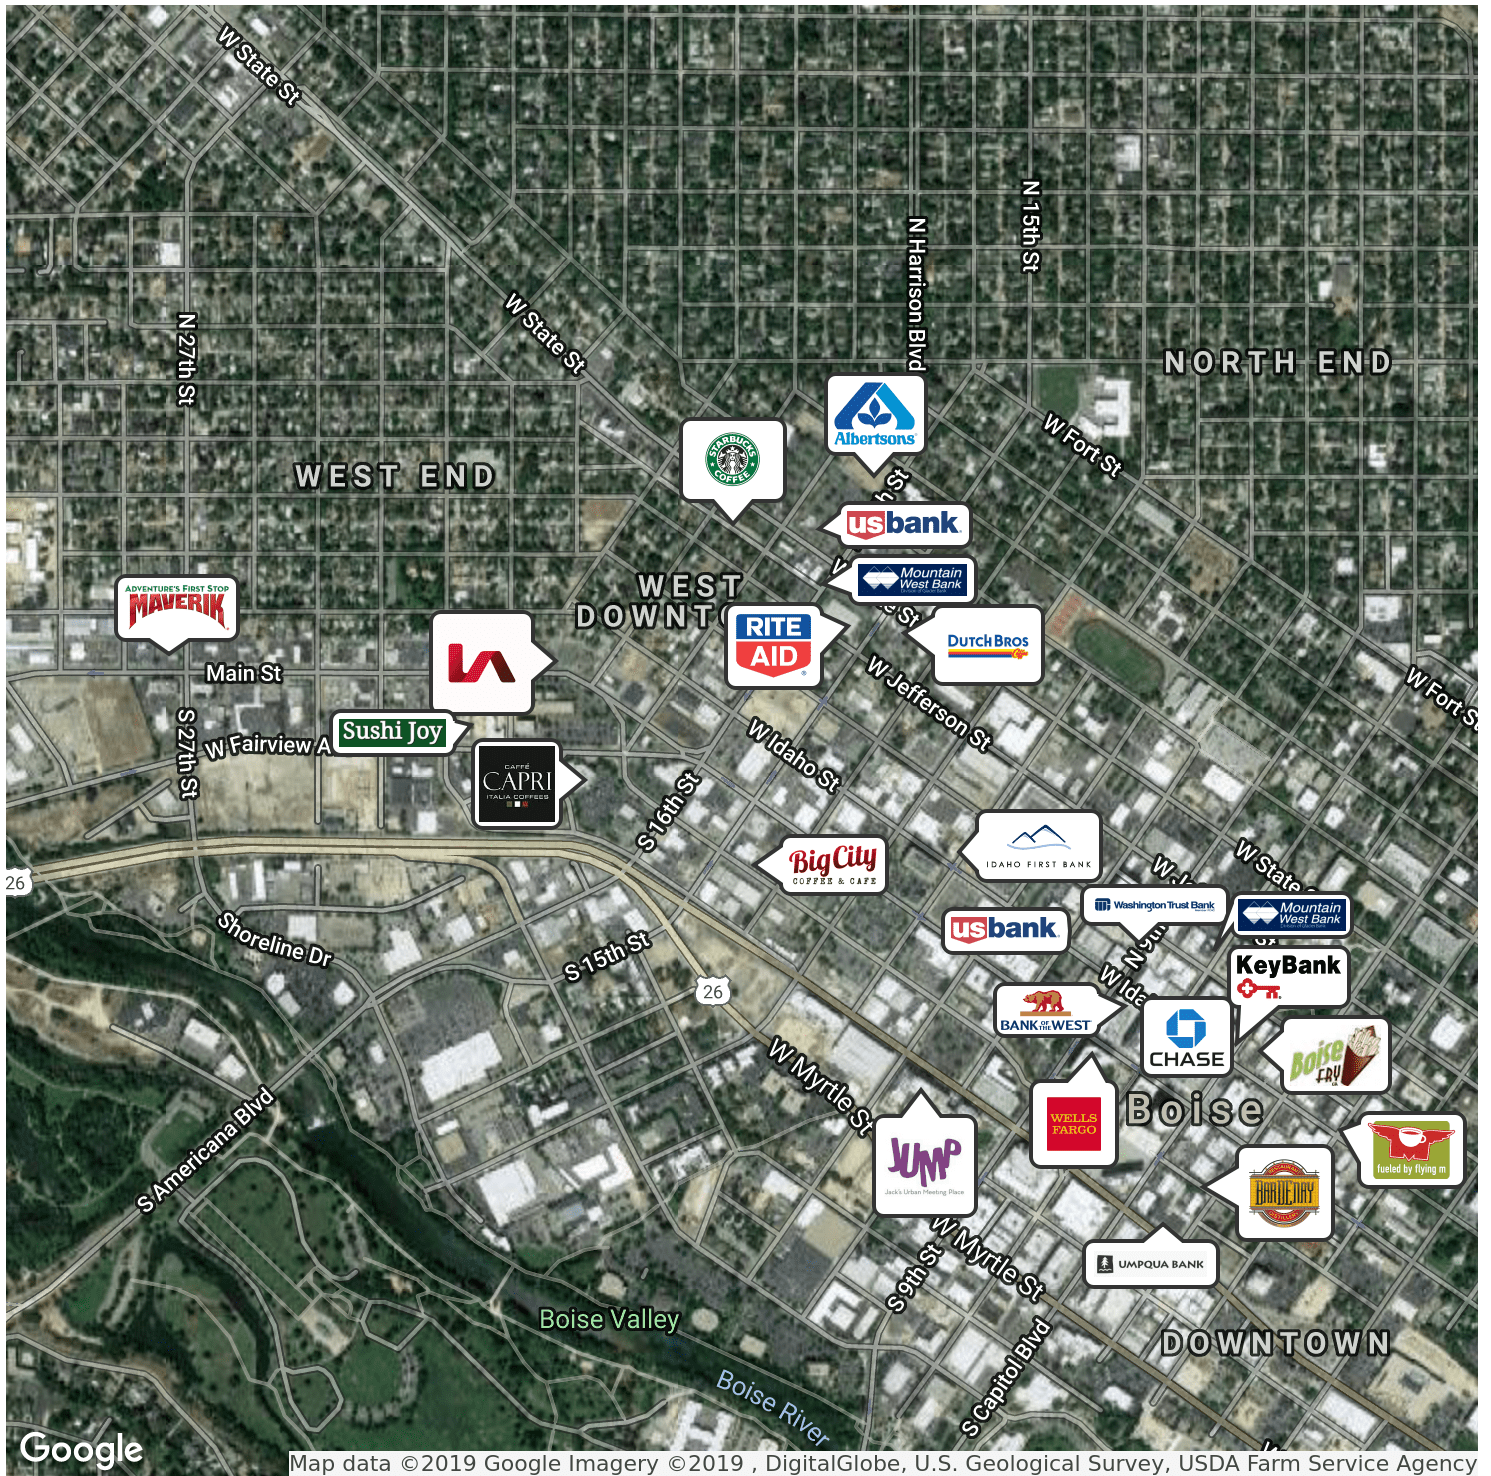 W State St
N 15th St
N Harrison Blvd
W State St
N 27th St
NORTH END
W Fort St
Albertsons
STARBUCKS
COFFEE
WEST END
usbank
WEST
Mountain
West Bank
ADVENTURE'S FIRST STOP
MAVERIK
RITE
AID
DUTCH BROS
Main St
W Jefferson St
W Fort St
Sushi Joy
S 27th St
W Fairview A
W Idaho St
CAFFÉ
CAPRI
ITALIA COFFEES
S 16th St
Big City
COFFEE & CAFE
IDAHO FIRST BANK
W State
26
Washington Trust Bank
Mountain
West Bank
usbank
Shoreline Dr
S 15th St
KeyBank
26
BANK OF THE WEST
CHASE
Boise
FRY
W Myrtle St
WELLS
FARGO
Boise
S Americana Blvd
JUMP
Jack's Urban Meeting Place
fueled by flying m
RESTAURANT
BARDENAY
DISTILLERY
W Myrtle St
UMPQUA BANK
S 9th St
Boise Valley
DOWNTOWN
S Capitol Blvd
Boise River
Google
Map data ©2019 Google Imagery ©2019 , DigitalGlobe, U.S. Geological Survey, USDA Farm Service Agency